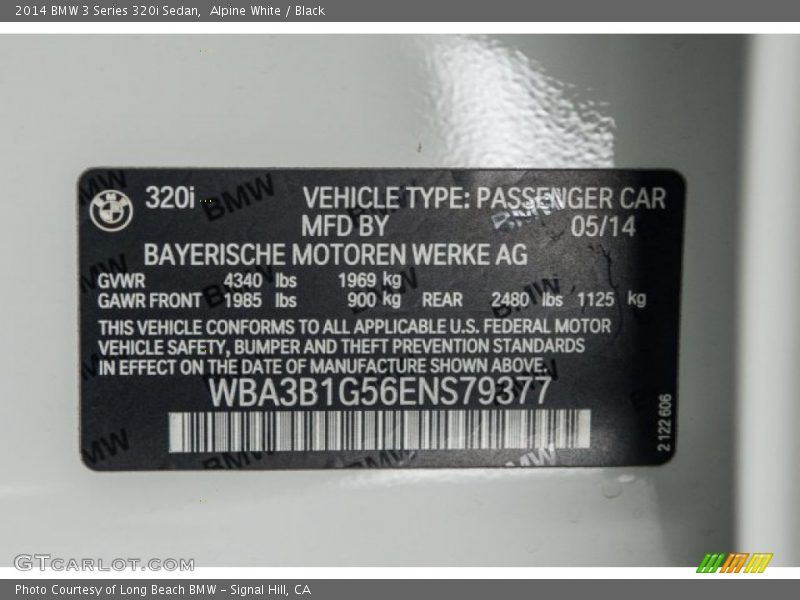 2014 BMW 3 Series 320i Sedan,  Alpine White / Black
320i VEHICLE TYPE: PASSENGER CAR
MFD BY 05/14
BAYERISCHE MOTOREN WERKE AG
GVWR 4340 lbs 1969 kg
GAWR FRONT 1985 lbs 900 kg REAR 2480 lbs 1125 kg
THIS VEHICLE CONFORMS TO ALL APPLICABLE U.S. FEDERAL MOTOR
VEHICLE SAFETY, BUMPER AND THEFT PREVENTION STANDARDS
IN EFFECT ON THE DATE OF MANUFACTURE SHOWN ABOVE.
WBA3B1G56ENS79377
2 122 606
GTCARLOT.COM
Photo Courtesy of Long Beach BMW - Signal Hill, CA